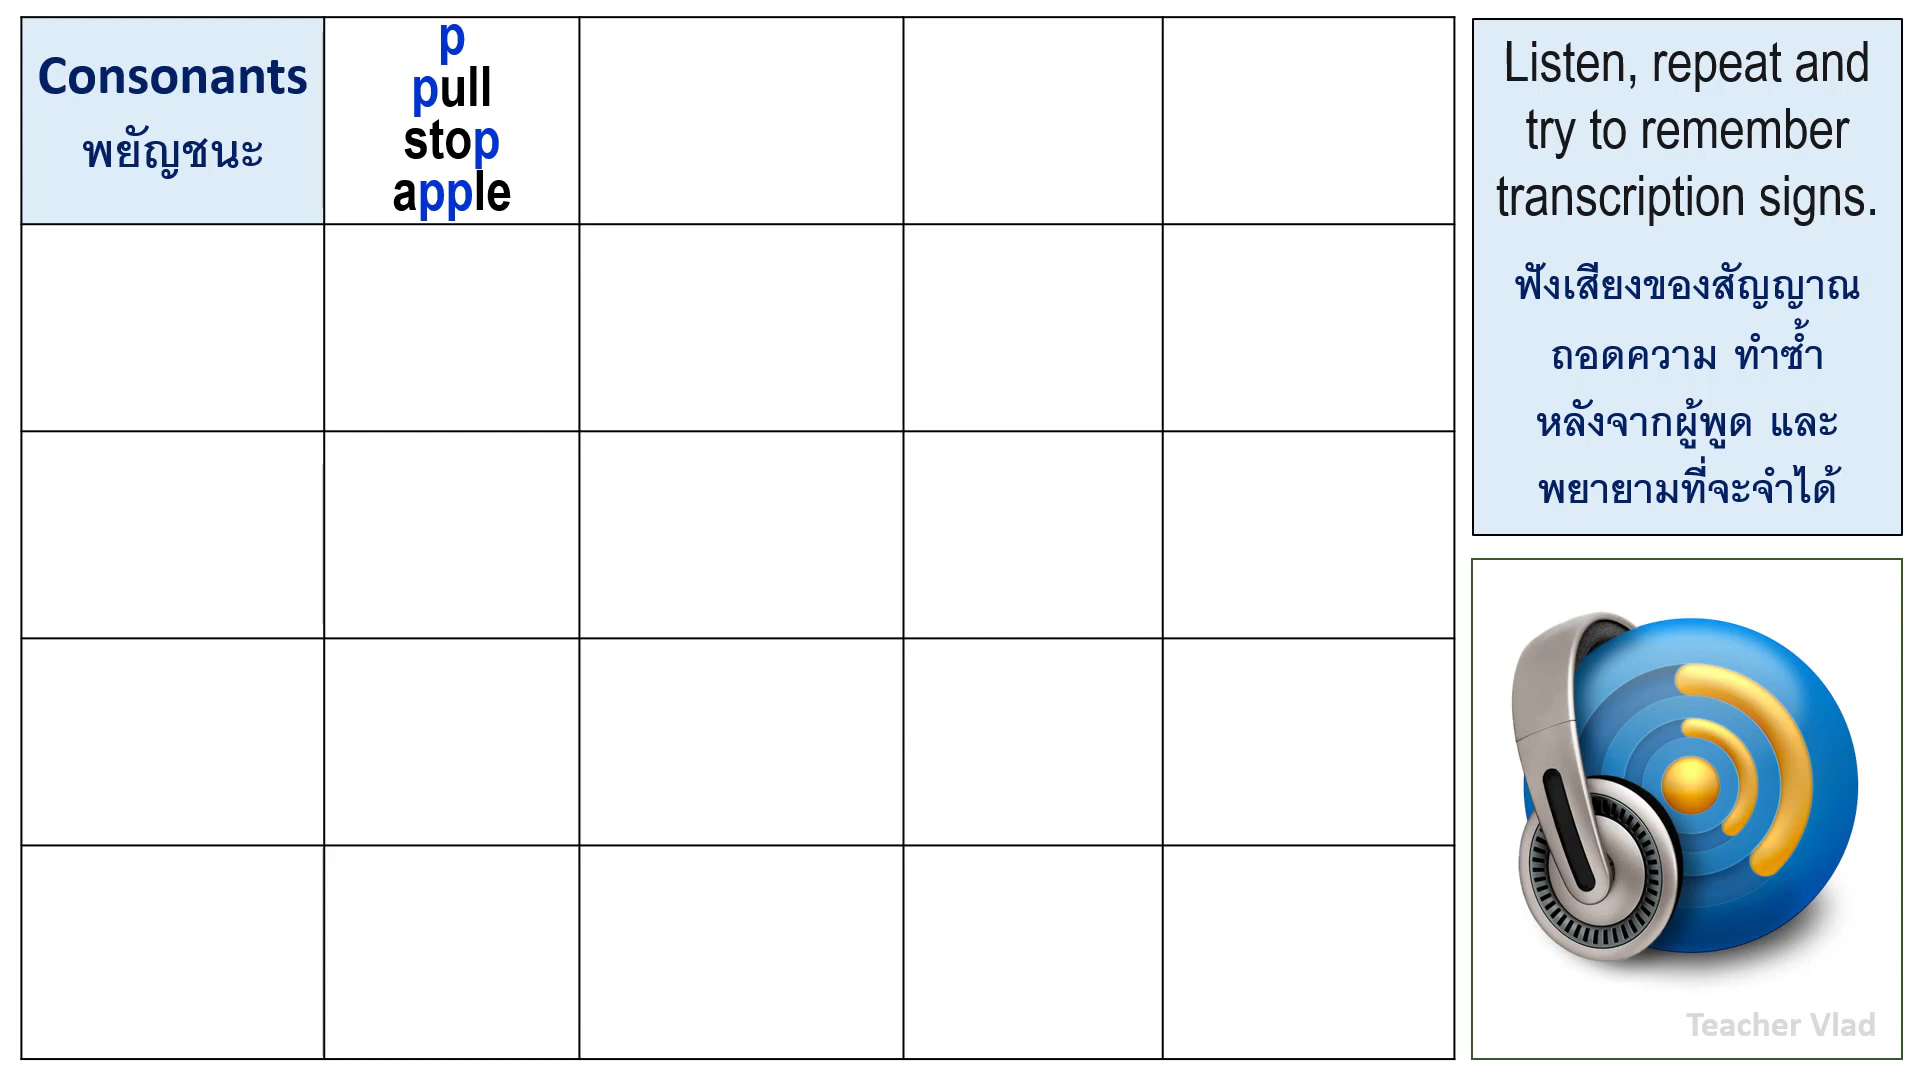 Consonants
พยัญชนะ
p
pull
stop
apple
Listen, repeat and
try to remember
transcription signs.
ฟังเสียงของสัญญาณ
ถอดความ ทำซ้ำ
หลังจากผู้พูด และ
พยายามที่จะจำได้
Teacher Vlad